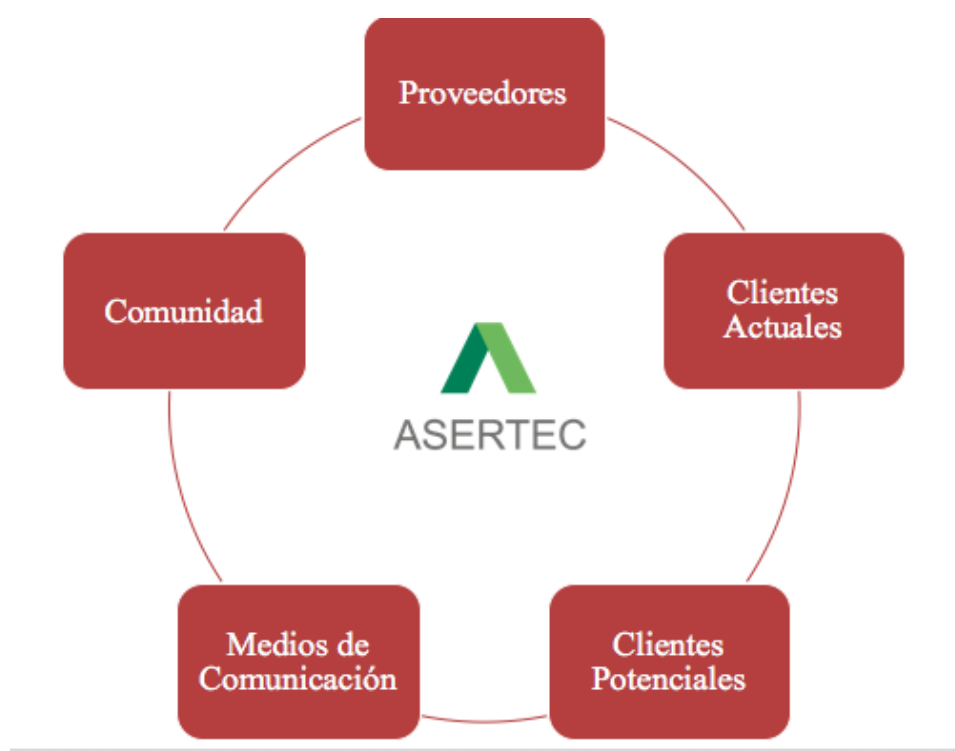 Proveedores
Clientes
Actuales
Comunidad
ASERTEC
Medios de
Comunicación
Clientes
Potenciales